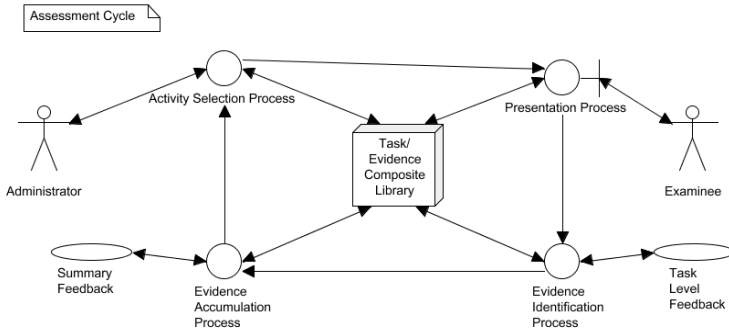 Assessment Cycle
Activity Selection Process
Presentation Process
Task/
Evidence
Composite
Library
Administrator
Examinee
Summary
Feedback
Evidence
Accumulation
Process
Evidence
Identification
Process
Task
Level
Feedback